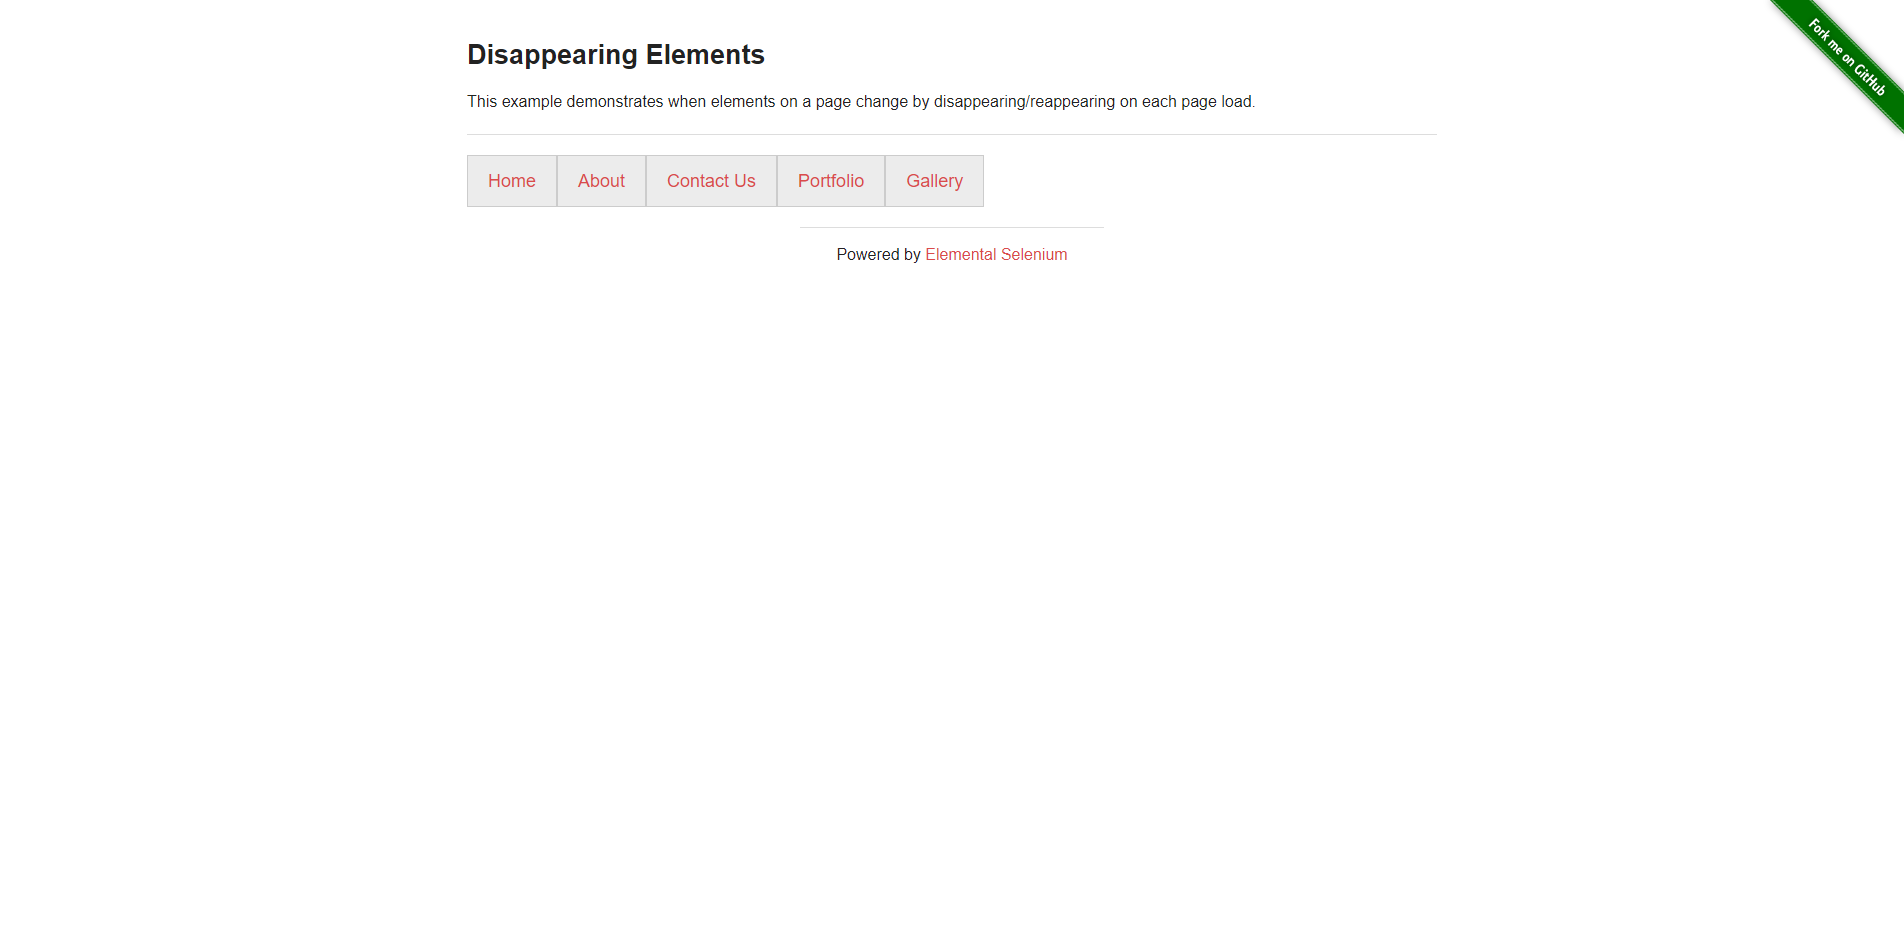 Fork me on GitHub
Disappearing Elements
This example demonstrates when elements on a page change by disappearing/reappearing on each page load.
Home About Contact Us Portfolio Gallery
Powered by Elemental Selenium